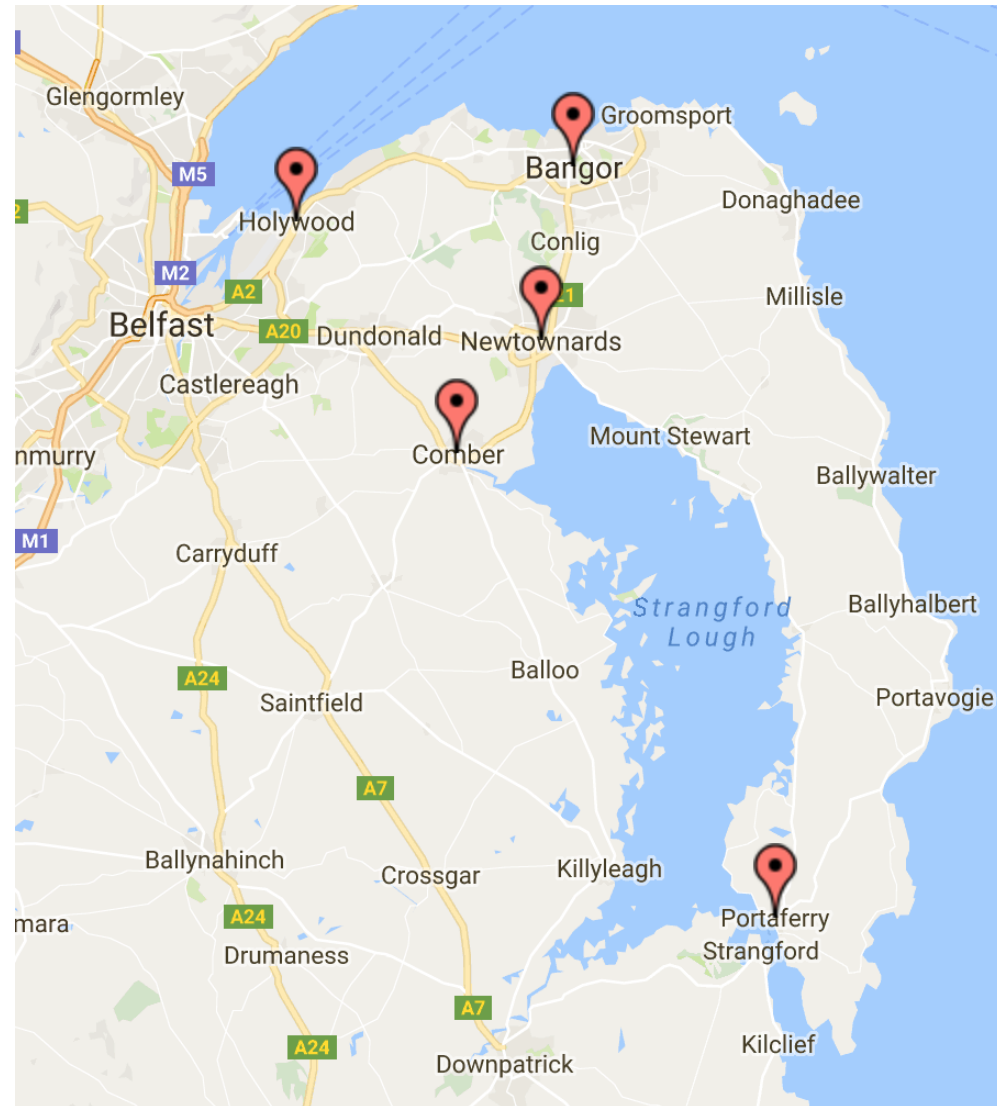 Glengormley
Groomsport
M5
Bangor
Donaghadee
Holywood
Conlig
M2
A2
Millisle
Belfast
A20
Dundonald
Newtownards
Castlereagh
Mount Stewart
nmurry
Comber
Ballywalter
M1
Carryduff
Strangford
Lough
Ballyhalbert
Balloo
A24
Saintfield
Portavogie
A7
Ballynahinch
Crossgar
Killyleagh
mara
A24
Portaferry
Drumaness
Strangford
A7
A24
Kilclief
Downpatrick